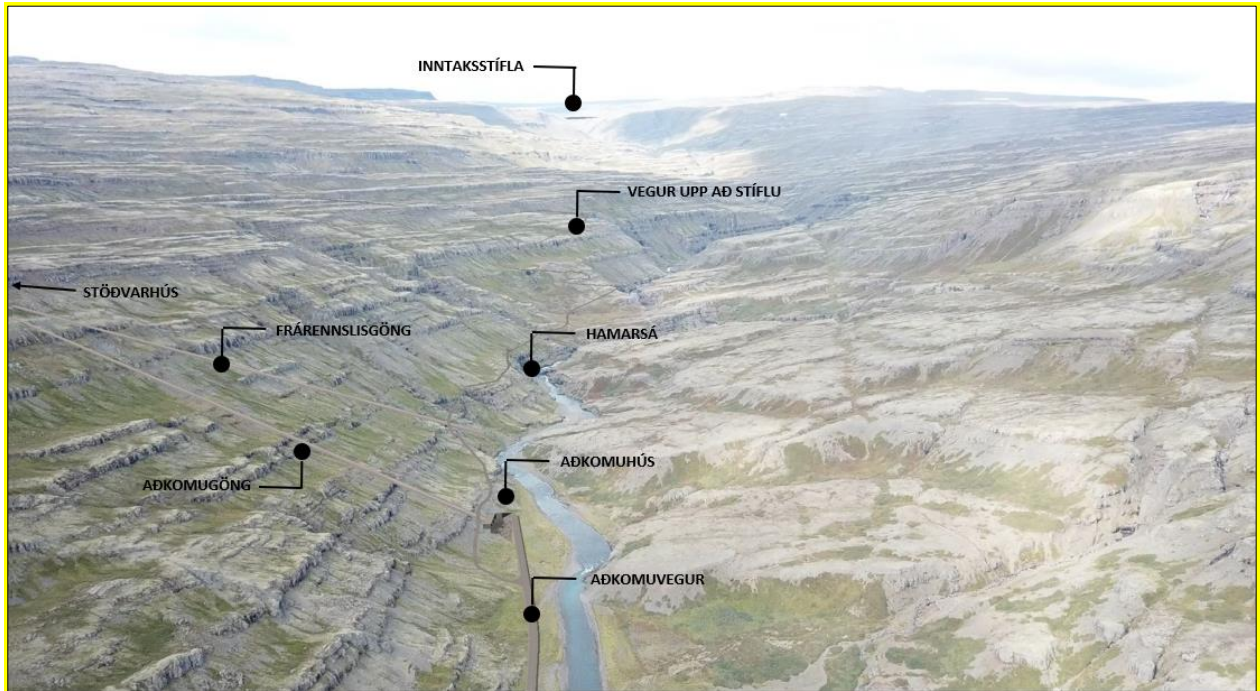 INNTAKSSTÍFLA
VEGUR UPP AÐ STÍFLU
STÖÐVARHÚS
FRÁRENNSLISGÖNG
HAMARSÁ
AÐKOMUHÚS
AÐKOMUGÖNG
AÐKOMUVEGUR